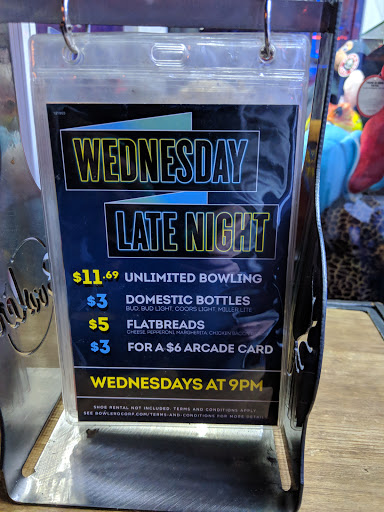 WEDNESDAY
LATE NIGHT
$11.69 UNLIMITED BOWLING
$3 DOMESTIC BOTTLES
BUD, BUD LIGHT, COORS LIGHT, MILLER LITE
$5 FLATBREADS
CHEESE, PEPPERONI, MARGHERITA, CHICKEN BACON
$3 FOR A $6 ARCADE CARD
WEDNESDAYS AT 9PM
SHOE RENTAL NOT INCLUDED. TERMS AND CONDITIONS APPLY.
SEE BOWLEROCORP.COM/TERMS-AND-CONDITIONS FOR MORE DETAIL